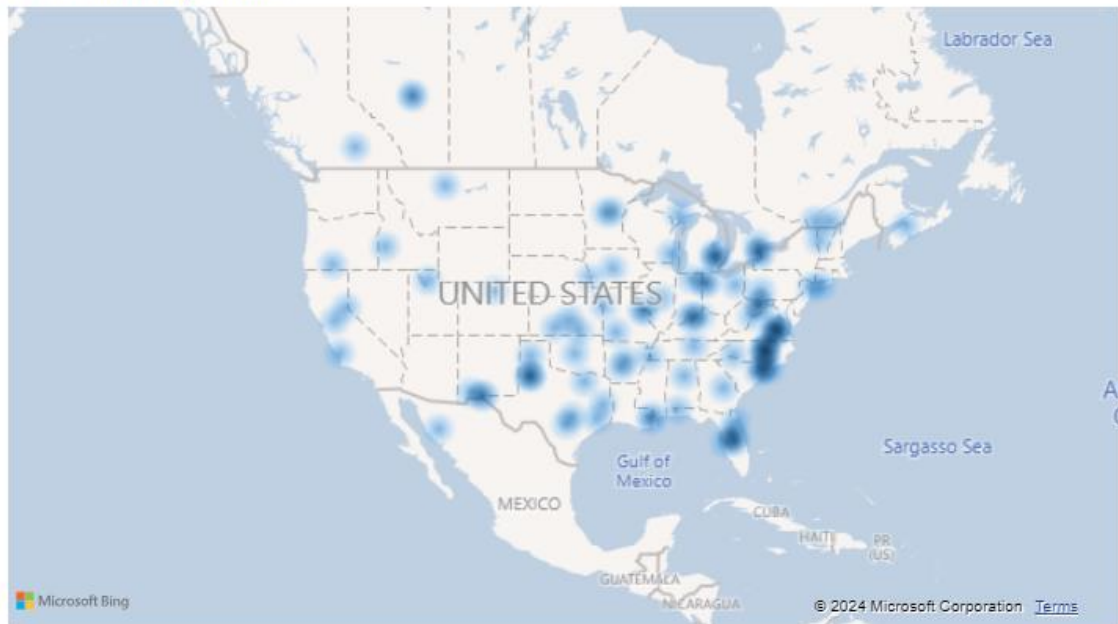 Labrador Sea
UNITED STATES
Sargasso Sea
Gulf of
Mexico
MEXICO
CUBA
HAITI
PR
(US)
GUATEMALA
NICARAGUA
Microsoft Bing
© 2024 Microsoft Corporation Terms